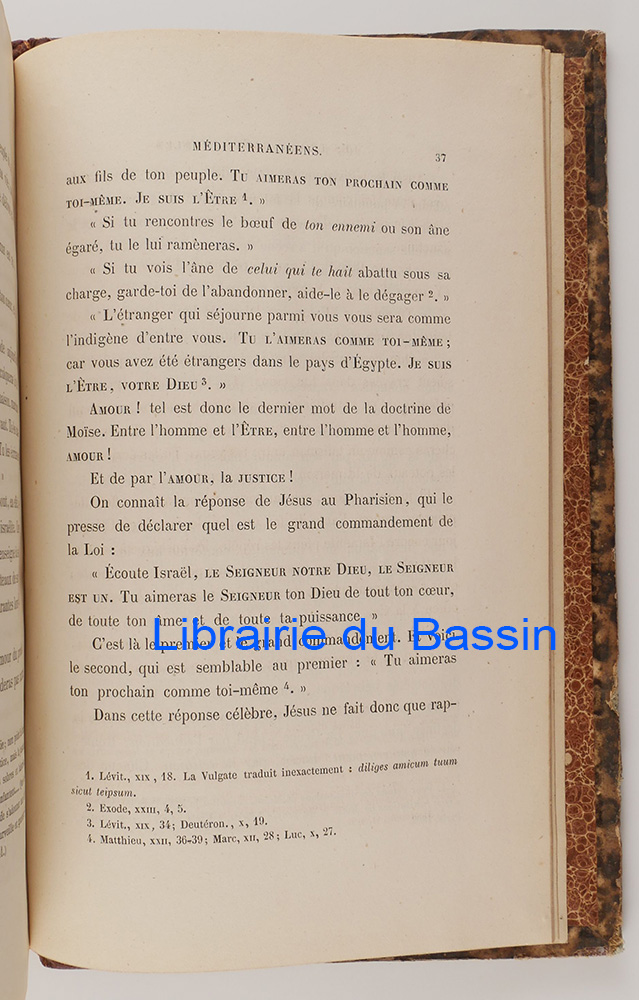 MÉDITERRANÉENS.
37
aux fils de ton peuple. TU AIMERAS TON PROCHAIN COMME
TOI-MÊME. JE SUIS L'ÊTRE 1. »
« Si tu rencontres le bœuf de ton ennemi ou son âne
égaré, tu le lui ramèneras. »
« Si tu vois l'âne de celui qui te hait abattu sous sa
charge, garde-toi de l'abandonner, aide-le à le dégager 2. »
« L'étranger qui séjourne parmi vous vous sera comme
l'indigène d'entre vous. TU L'AIMERAS COMME TOI-MÊME ;
car vous avez été étrangers dans le pays d'Égypte. JE SUIS
L'ÊTRE, VOTRE DIEU 3. »
AMOUR ! tel est donc le dernier mot de la doctrine de
Moïse. Entre l'homme et l'ÊTRE, entre l'homme et l'homme,
AMOUR !
Et de par l'AMOUR, la JUSTICE !
On connaît la réponse de Jésus au Pharisien, qui le
presse de déclarer quel est le grand commandement de
la Loi :
« Écoute Israël, LE SEIGNEUR NOTRE DIEU, LE SEIGNEUR
EST UN. Tu aimeras le SEIGNEUR ton Dieu de tout ton cœur,
de toute ton âme et de toute ta puissance. »
Librairie du Bassin
C'est là le premier et le grand commandement. Et voici
le second, qui est semblable au premier : « Tu aimeras
ton prochain comme toi-même 4. »
Dans cette réponse célèbre, Jésus ne fait donc que rap-
1. Lévit., XIX, 18. La Vulgate traduit inexactement : diliges amicum tuum
sicut teipsum.
2. Exode, XXIII, 4, 5.
3. Lévit., XIX, 34; Deutéron., X, 19.
4. Matthieu, XXII, 36-39; Marc, XII, 28; Luc, X, 27.